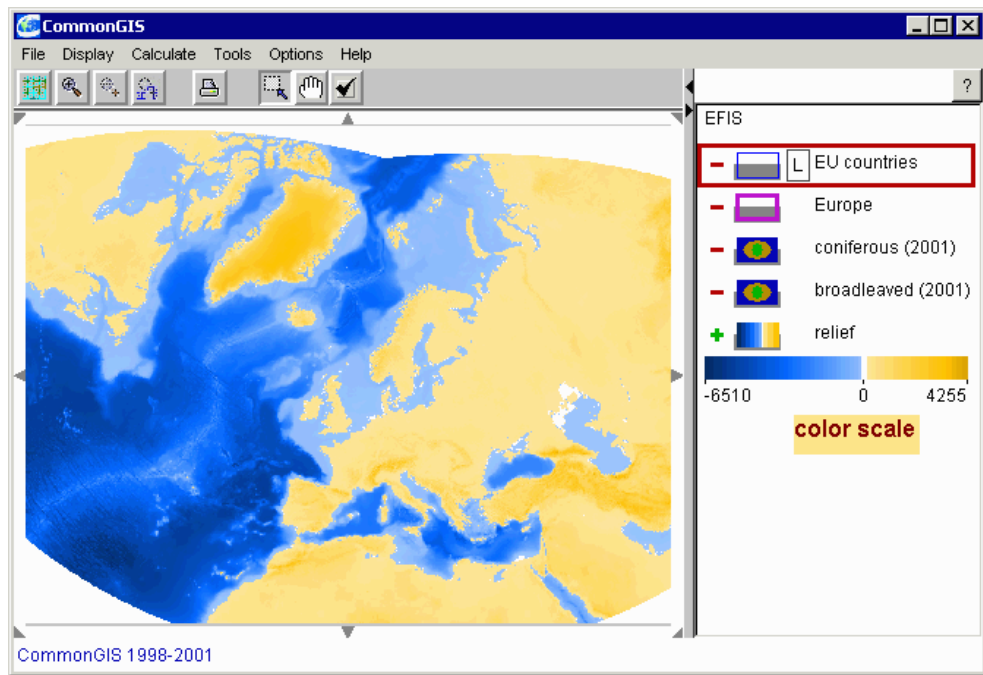 CommonGIS
File Display Calculate Tools Options Help
?
EFIS
L EU countries
Europe
coniferous (2001)
broadleaved (2001)
relief
-6510 0 4255
color scale
CommonGIS 1998-2001